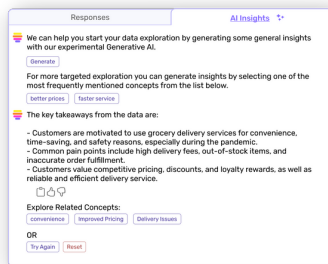 Responses
AI Insights
We can help you start your data exploration by generating some general insights
with our experimental Generative AI.
Generate
For more targeted exploration you can generate insights by selecting one of the
most frequently mentioned concepts from the list below.
better prices faster service
The key takeaways from the data are:
- Customers are motivated to use grocery delivery services for convenience,
time-saving, and safety reasons, especially during the pandemic.
- Common pain points include high delivery fees, out-of-stock items, and
inaccurate order fulfillment.
- Customers value competitive pricing, discounts, and loyalty rewards, as well as
reliable and efficient delivery service.
Explore Related Concepts:
convenience Improved Pricing Delivery Issues
OR
Try Again Reset